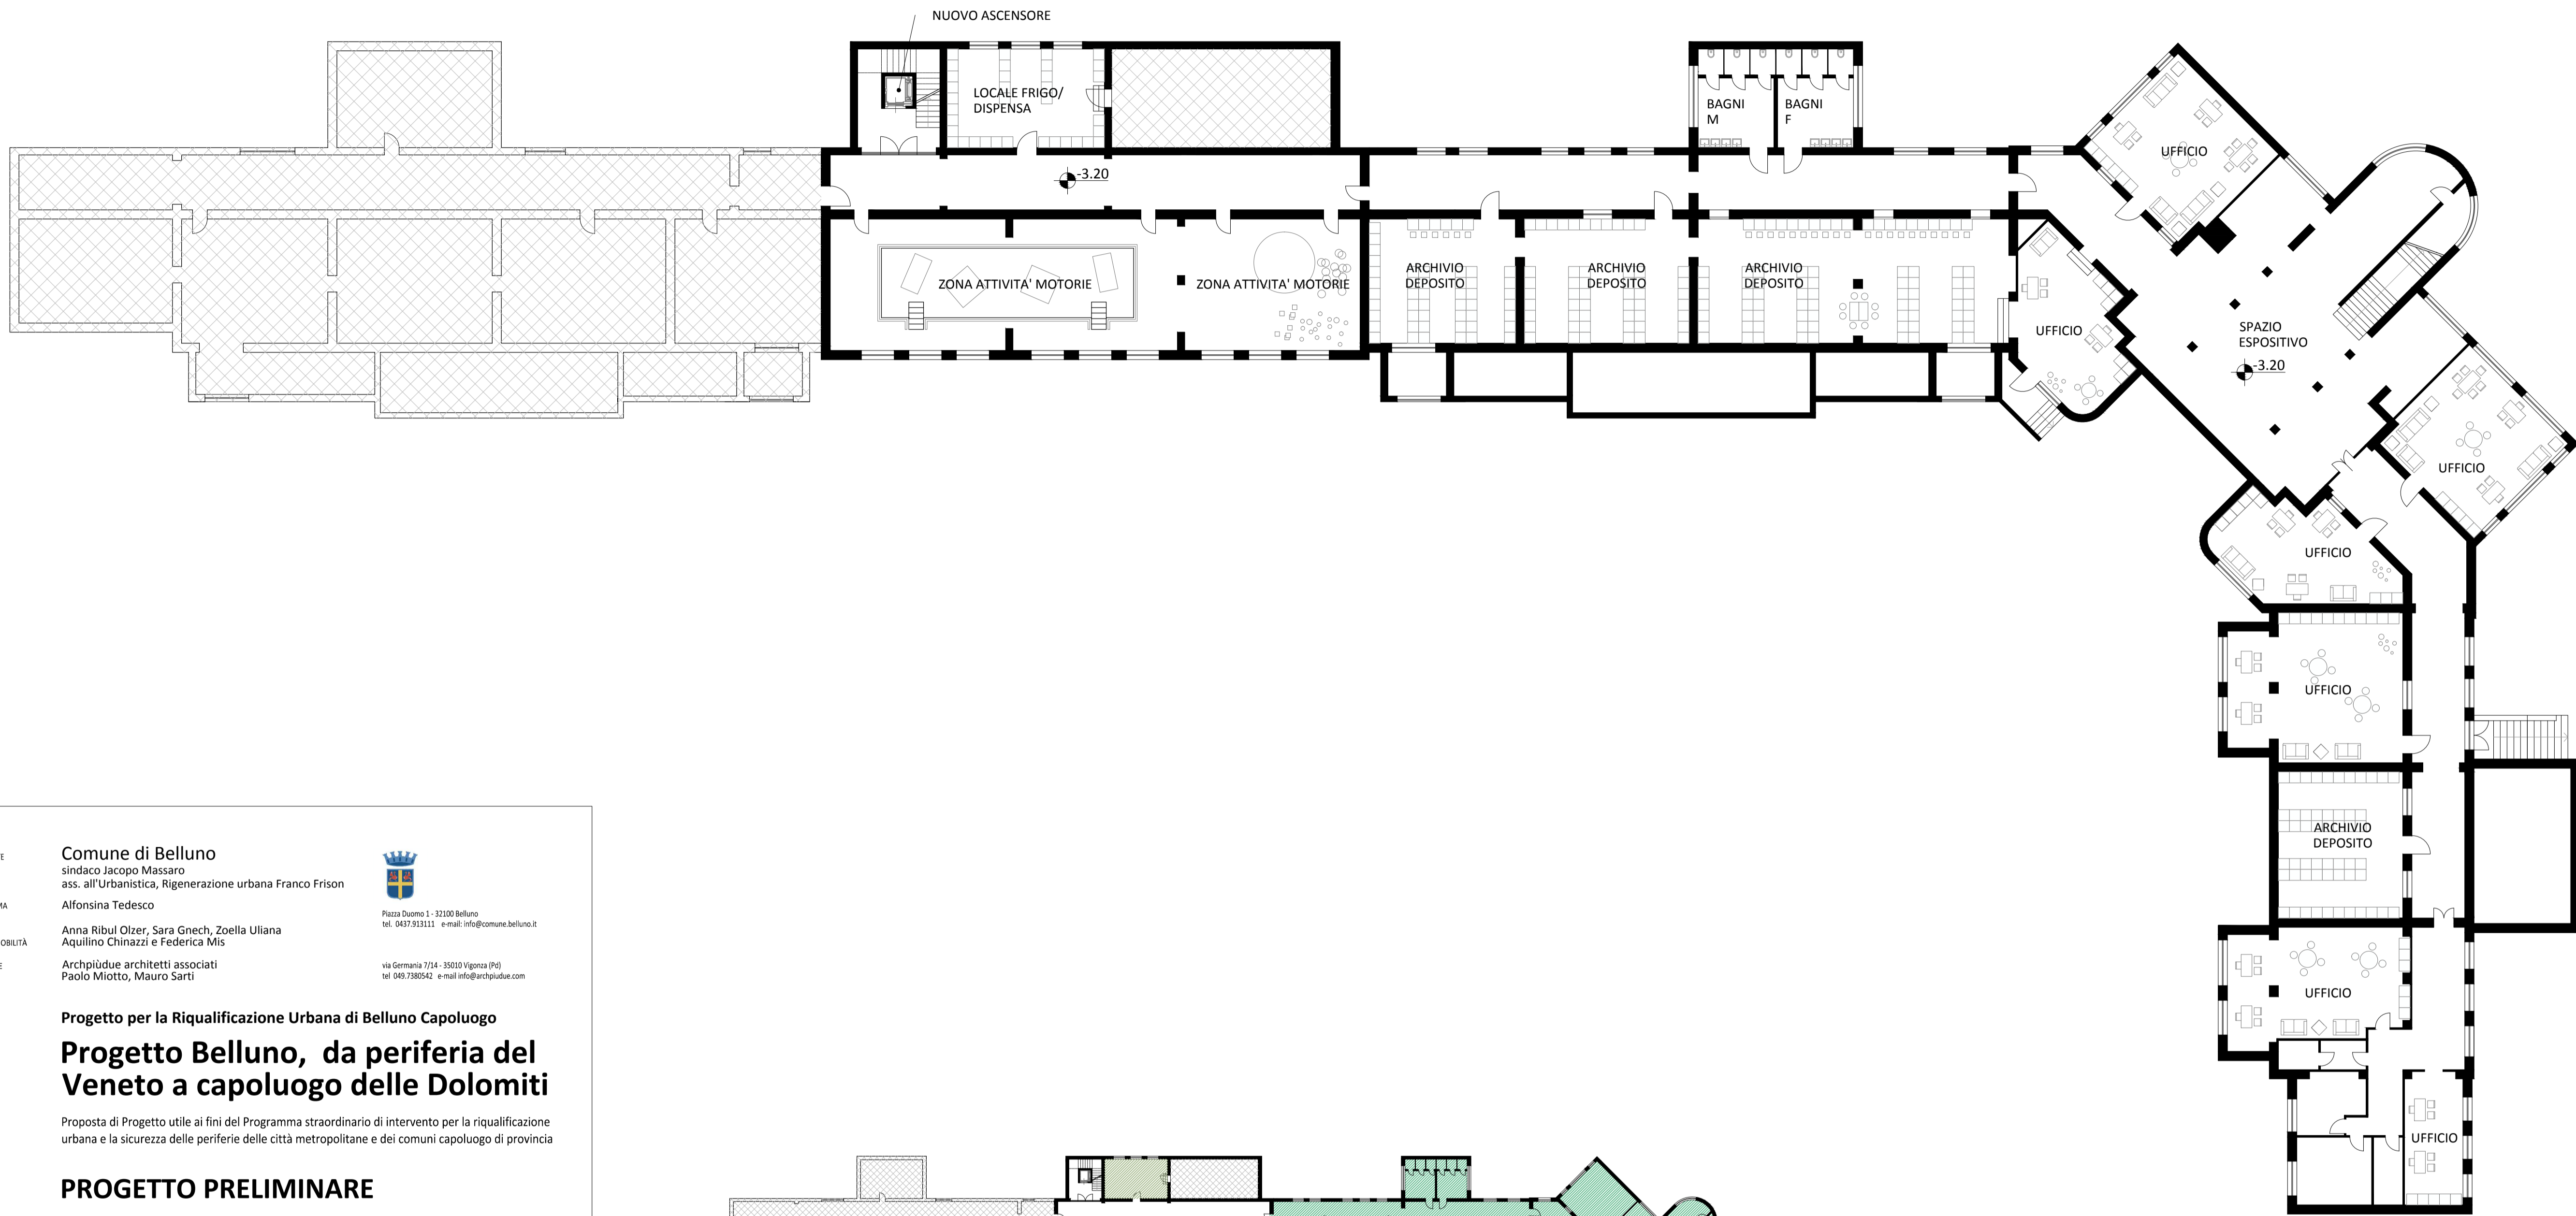 NUOVO ASCENSORE
LOCALE FRIGO/
DISPENSA
BAGNI
M
BAGNI
F
UFFICIO
-3.20
ZONA ATTIVITA' MOTORIE
ZONA ATTIVITA' MOTORIE
ARCHIVIO
DEPOSITO
ARCHIVIO
DEPOSITO
ARCHIVIO
DEPOSITO
UFFICIO
SPAZIO
ESPOSITIVO
-3.20
UFFICIO
UFFICIO
UFFICIO
ARCHIVIO
DEPOSITO
UFFICIO
UFFICIO
Comune di Belluno
sindaco Jacopo Massaro
ass. all'Urbanistica, Rigenerazione urbana Franco Frison
Alfonsina Tedesco
Piazza Duomo 1 - 32100 Belluno
tel. 0437.913111 e-mail: info@comune.belluno.it
Anna Ribul Olzer, Sara Gnech, Zoella Uliana
OBILITÀ Aquilino Chinazzi e Federica Mis
Archpiùdue architetti associati
Paolo Miotto, Mauro Sarti
via Germania 7/14 - 35010 Vigonza (Pd)
tel 049.7380542 e-mail info@archpiudue.com
Progetto per la Riqualificazione Urbana di Belluno Capoluogo
Progetto Belluno, da periferia del
Veneto a capoluogo delle Dolomiti
Proposta di Progetto utile ai fini del Programma straordinario di intervento per la riqualificazione
urbana e la sicurezza delle periferie delle città metropolitane e dei comuni capoluogo di provincia
PROGETTO PRELIMINARE